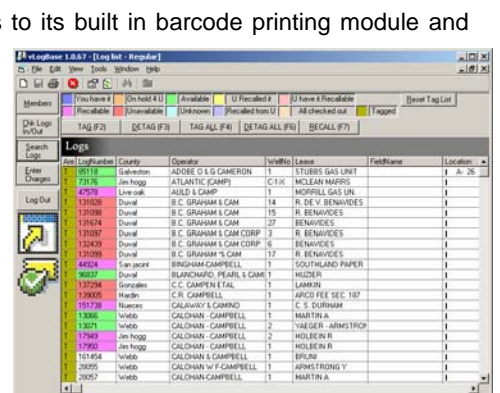 s to its built in barcode printing module and
vLogBase 1.0.67 - [Log list - Regular]
File Edit View Tools Window Help
Members You have it On hold 4 U Available U Recalled it U have it Recallable Reset Tag List
Recallable Unavailable Unknown Recalled from U All checked out Tagged
Chk Logs In/Out TAG (F2) DETAG (F3) TAG ALL (F4) DETAG ALL (F6) RECALL (F7)
Search Logs Logs
Enter Charges
Log Out
Are LogNumber County Operator WellNo Lease FieldName Location
T 85118 Galveston ADOBE O & G CAMERON 1 STUBBS GAS UNIT A- 26
T 73176 Jim hogg ATLANTIC (CAMP) C-1-X MCLEAN MARRS
T 47578 Live oak AULD & CAMP 1 MORRILL GAS UN.
T 131028 Duval B.C. GRAHAM & CAM 14 R. DE V. BENAVIDES
T 131098 Duval B.C. GRAHAM & CAM 15 R. BENAVIDES
T 131674 Duval B.C. GRAHAM & CAM 27 BENAVIDES
T 131097 Duval B.C. GRAHAM & CAM CORP 3 R. BENAVIDES
T 132439 Duval B.C. GRAHAM & CAM CORP 6 BENAVIDES
T 131099 Duval B.C. GRAHAM *& CAM 17 R. BENAVIDES
T 44924 San jacint BINGHAM-CAMPBELL 1 SOUTHLAND PAPER
T 96837 Duval BLANCHARD, PEARL & CAMI 1
T 137294 Gonzales C.C. CAMPEN ETAL 1 LAMKIN
T 139005 Hardin C.R. CAMPBELL 1 ARCO FEE SEC. 187
T 151738 Nueces CALAWAY & CAMINO 1 C. S. DURHAM
T 13066 Webb CALOHAN - CAMPBELL 1 MARTIN A
T 13071 Webb CALOHAN - CAMPBELL 2 YAEGER - ARMSTRON
T 17949 Jim hogg CALOHAN - CAMPBELL 2 HOLBEIN R
T 17950 Jim hogg CALOHAN - CAMPBELL 1 HOLBEIN R
T 161454 Webb CALOHAN & CAMPBELL 1 BRUNI
T 28055 Webb CALOHAN W F-CAMPBELL 1 ARMSTRONG Y
T 28057 Webb CALOHAN-CAMPBELL 1 MARTIN A